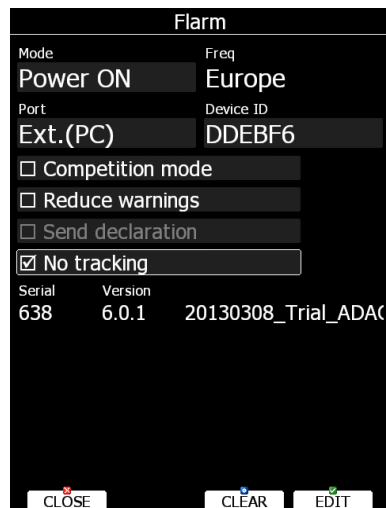 Flarm
Mode Freq
Power ON Europe
Port Device ID
Ext.(PC) DDEBF6
Competition mode
Reduce warnings
Send declaration
No tracking
Serial Version
638 6.0.1 20130308_Trial_ADAC
CLOSE CLEAR EDIT